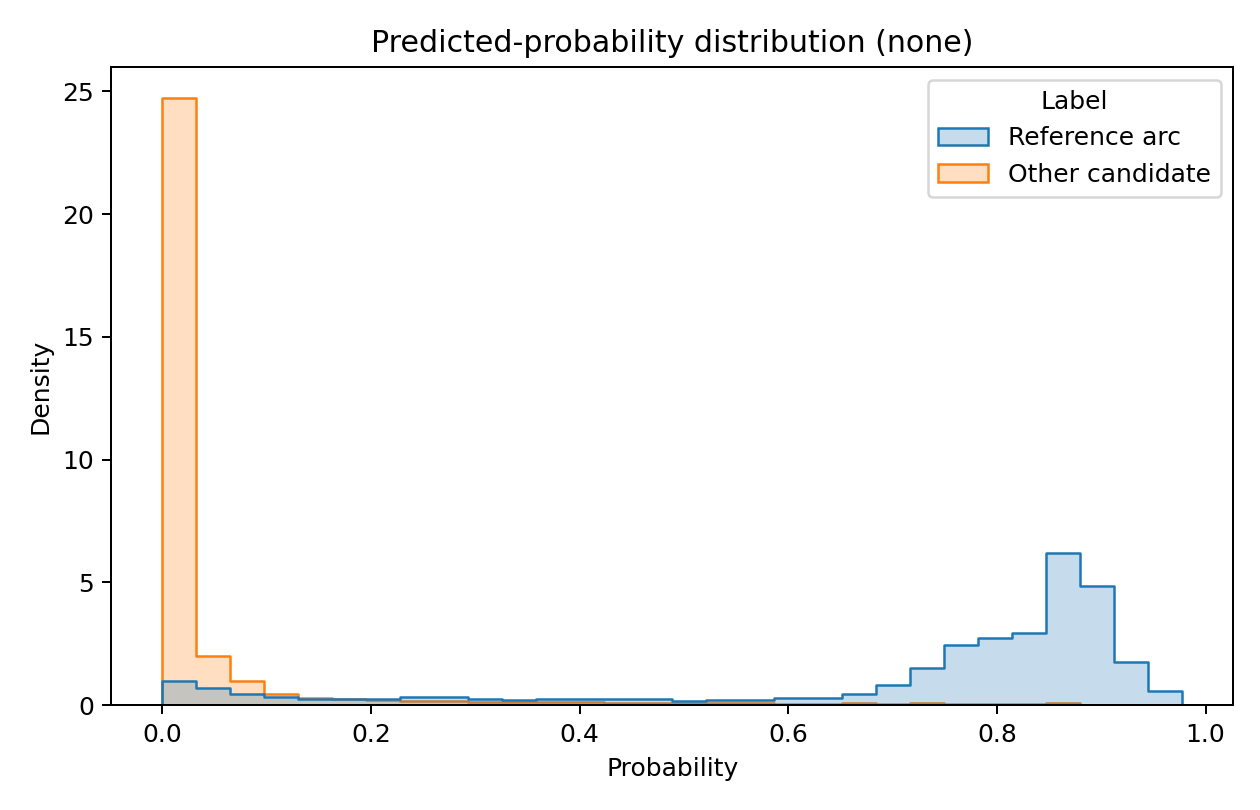 Predicted-probability distribution (none)
25
20
15
10
5
0
Density
Label
Reference arc
Other candidate
0.0
0.2
0.4
0.6
0.8
1.0
Probability